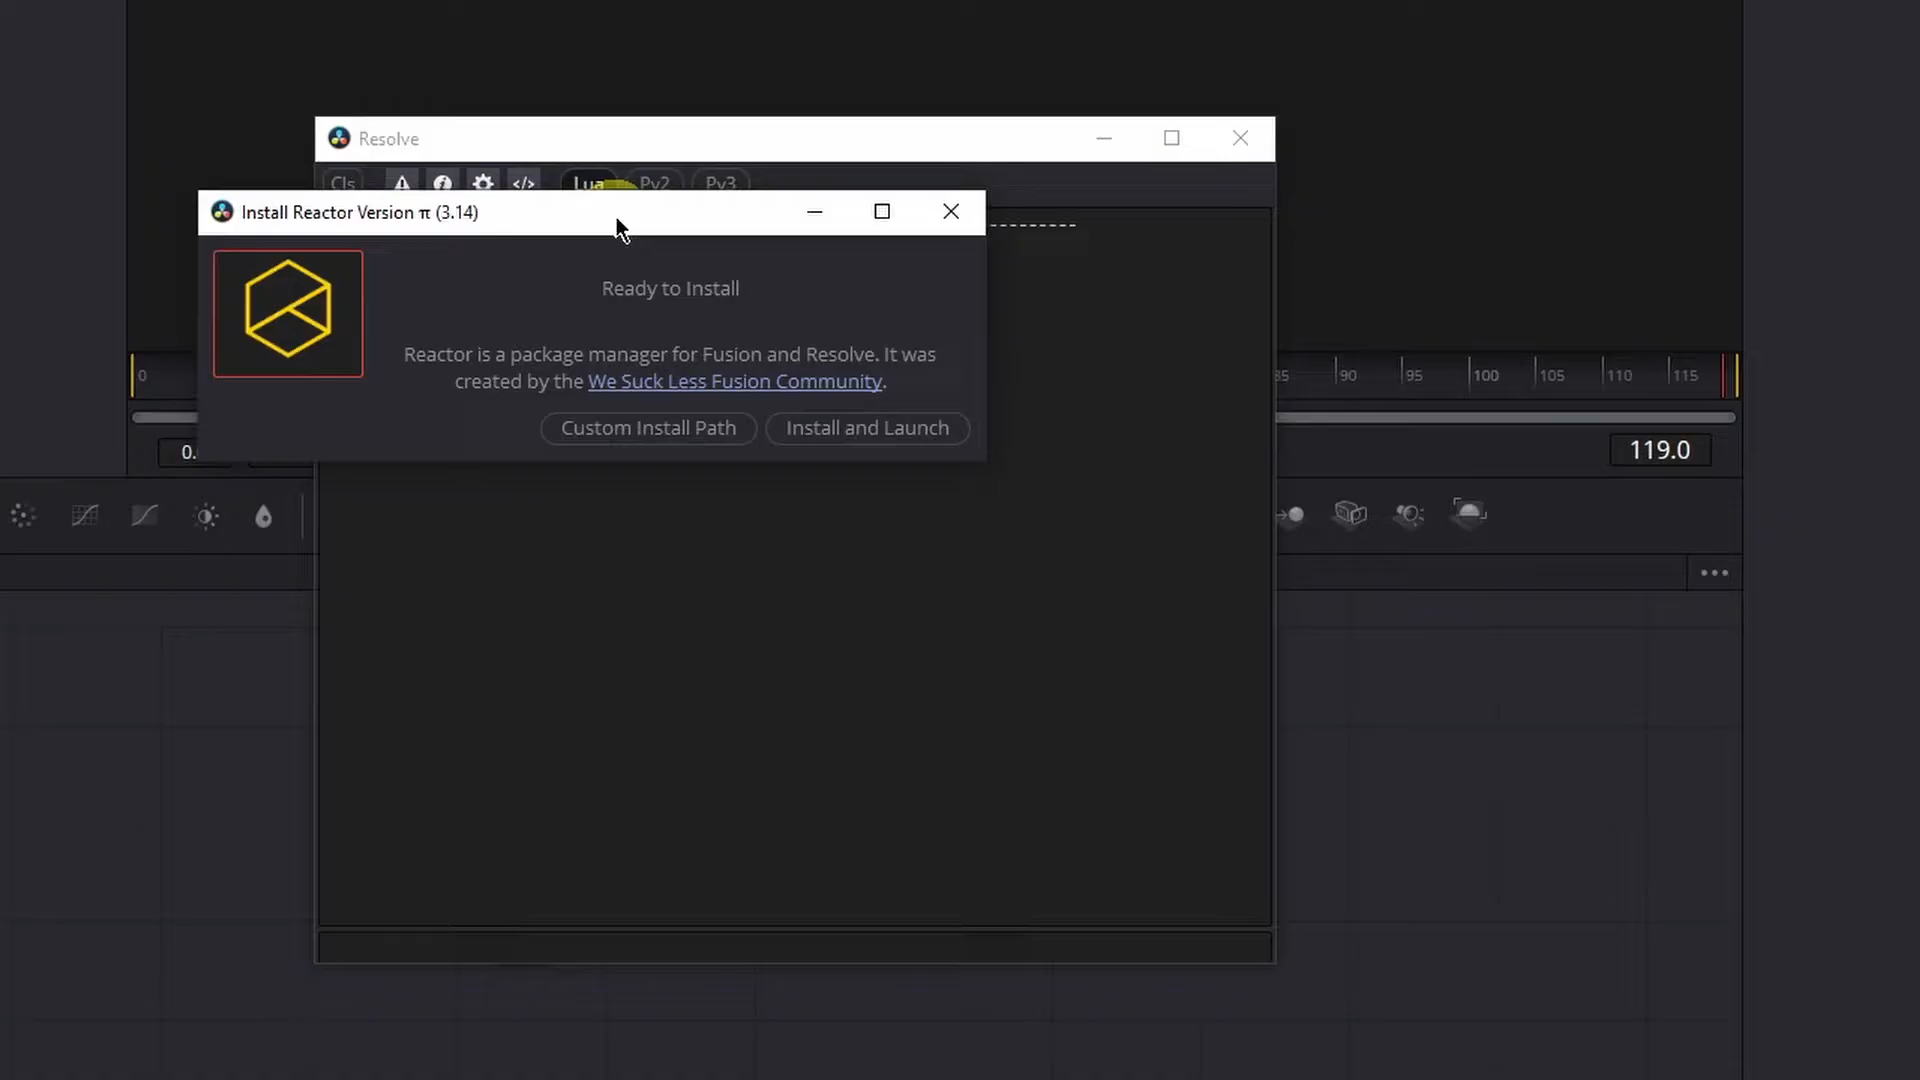 Resolve
Cls Lua Py2 Py3
Install Reactor Version π (3.14)
Ready to Install
Reactor is a package manager for Fusion and Resolve. It was
created by the We Suck Less Fusion Community.
Custom Install Path Install and Launch
0 85 90 95 100 105 110 115
0. 119.0